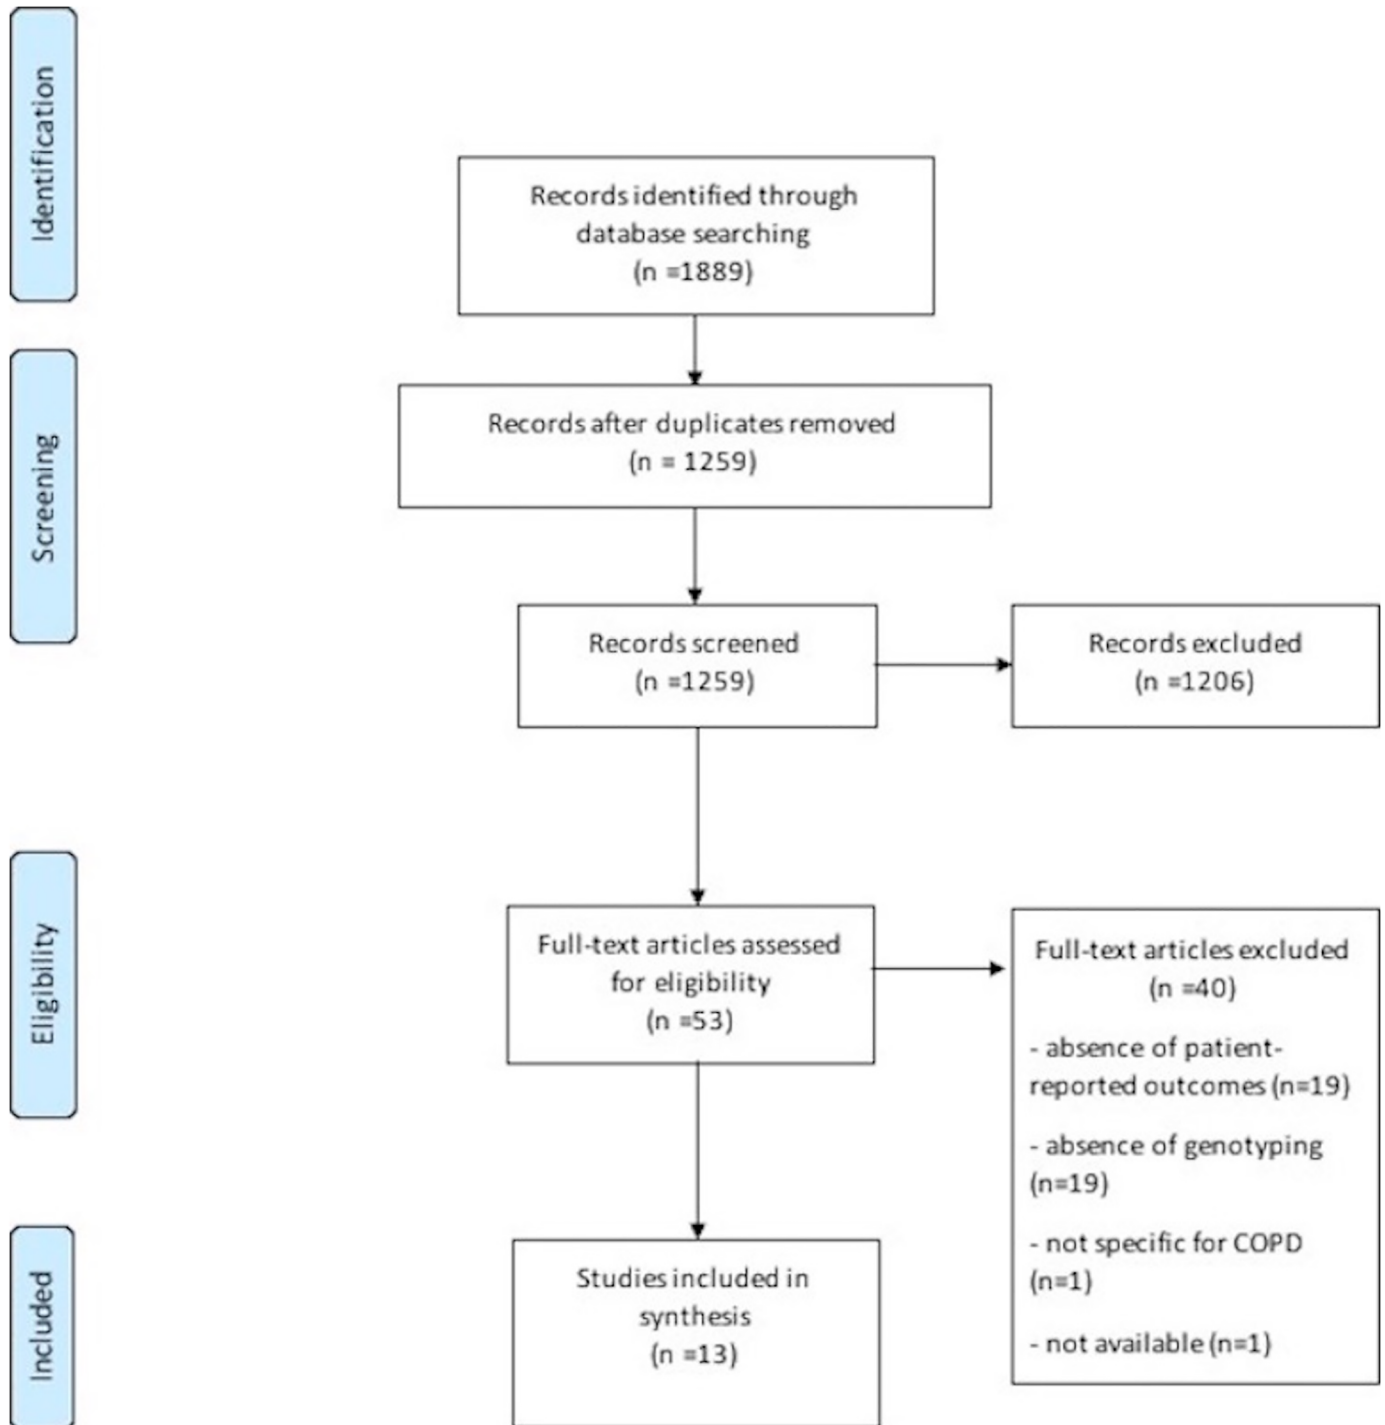 Identification
Records identified through
database searching
(n =1889)
Screening
Records after duplicates removed
(n = 1259)
Records screened
(n =1259)
Records excluded
(n =1206)
Eligibility
Full-text articles assessed
for eligibility
(n =53)
Full-text articles excluded
(n =40)
- absence of patient-
reported outcomes (n=19)
- absence of genotyping
(n=19)
- not specific for COPD
(n=1)
- not available (n=1)
Included
Studies included in
synthesis
(n =13)